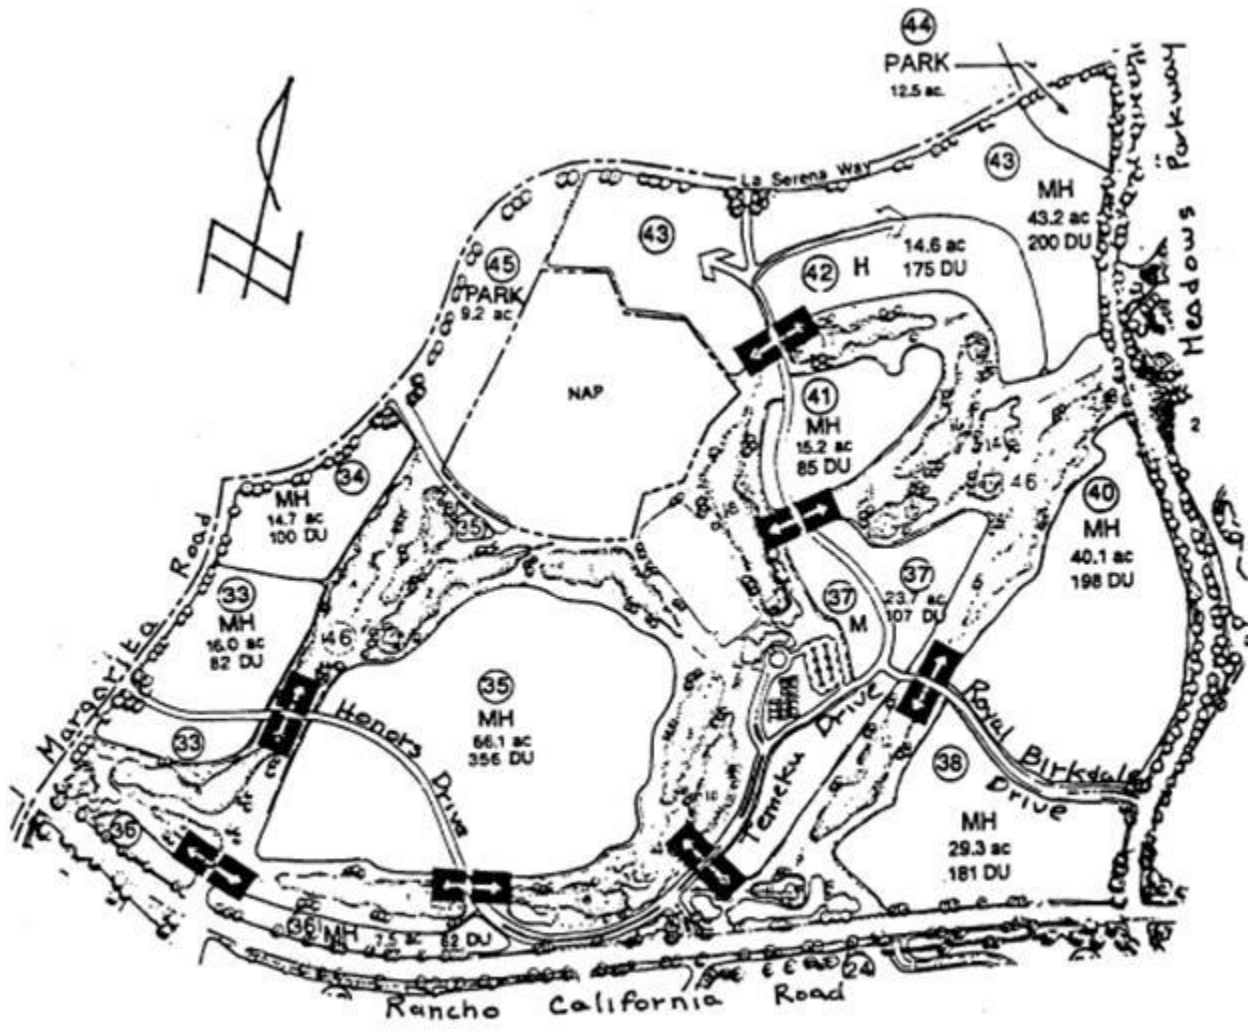 44
PARK
12.5 ac.
Parkway
Meadows
La Serena Way
43
MH
43.2 ac
200 DU
43
14.6 ac
175 DU
42
H
45
PARK
9.2 ac
NAP
41
MH
15.2 ac
85 DU
2
34
MH
14.7 ac
100 DU
35
46
40
MH
40.1 ac
198 DU
Margarita Road
33
MH
16.0 ac
82 DU
37
23.7 ac.
107 DU
37
M
46
35
MH
66.1 ac
356 DU
Honors Drive
33
Temeku Drive
Royal Birkdale Drive
38
MH
29.3 ac
181 DU
36
36 MH 7.5 ac 62 DU
24
Rancho California Road